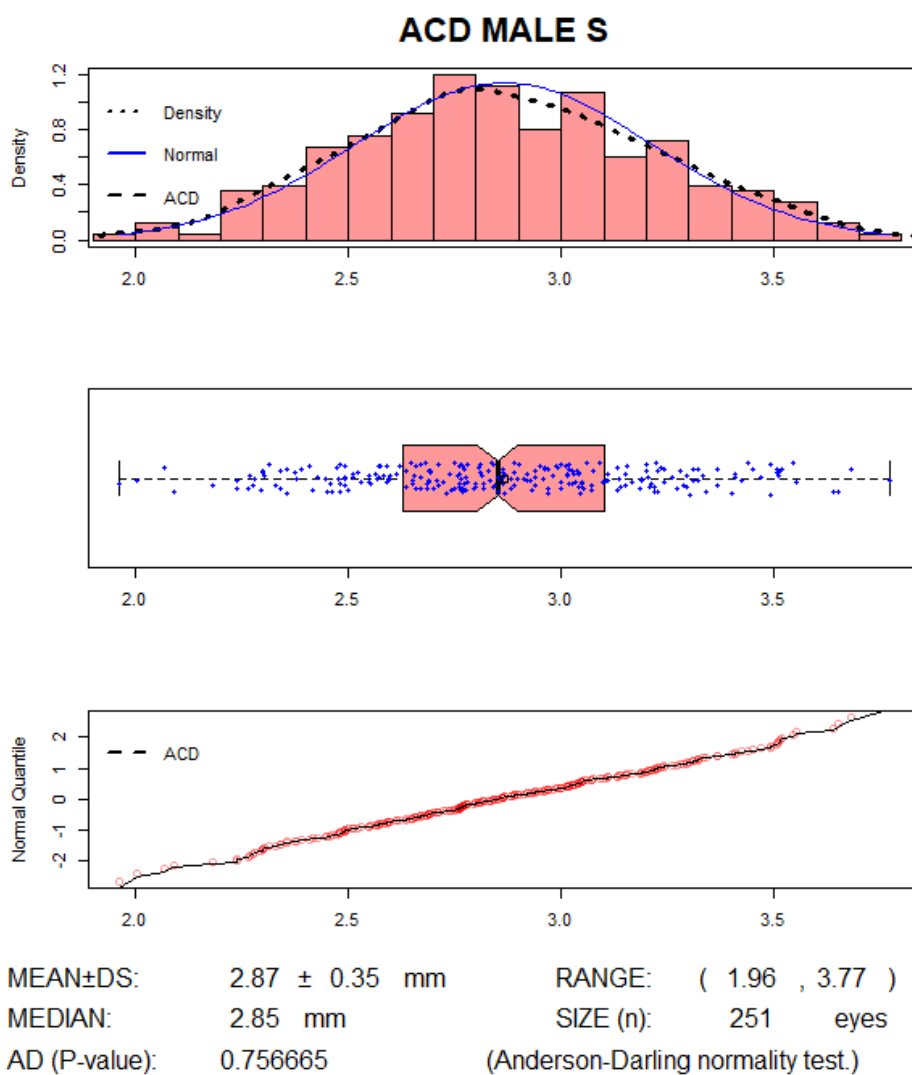 ACD MALE S
Density
0.0 0.4 0.8 1.2
Density
Normal
ACD
2.0 2.5 3.0 3.5
2.0 2.5 3.0 3.5
Normal Quantile
-2 -1 0 1 2
ACD
2.0 2.5 3.0 3.5
MEAN±DS: 2.87 ± 0.35 mm RANGE: ( 1.96 , 3.77 )
MEDIAN: 2.85 mm SIZE (n): 251 eyes
AD (P-value): 0.756665 (Anderson-Darling normality test.)